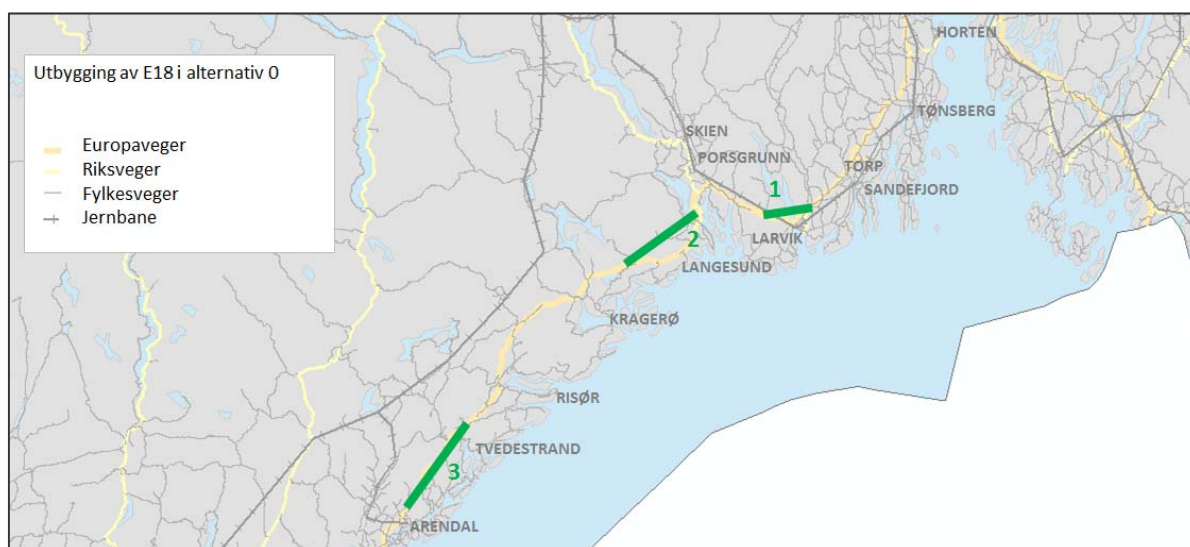 Utbygging av E18 i alternativ 0
Europaveger
Riksveger
Fylkesveger
Jernbane
HORTEN
TØNSBERG
SKIEN
PORSGRUNN
TORP
SANDEFJORD
1
LARVIK
2
LANGESUND
KRAGERØ
RISØR
TVEDESTRAND
3
ARENDAL